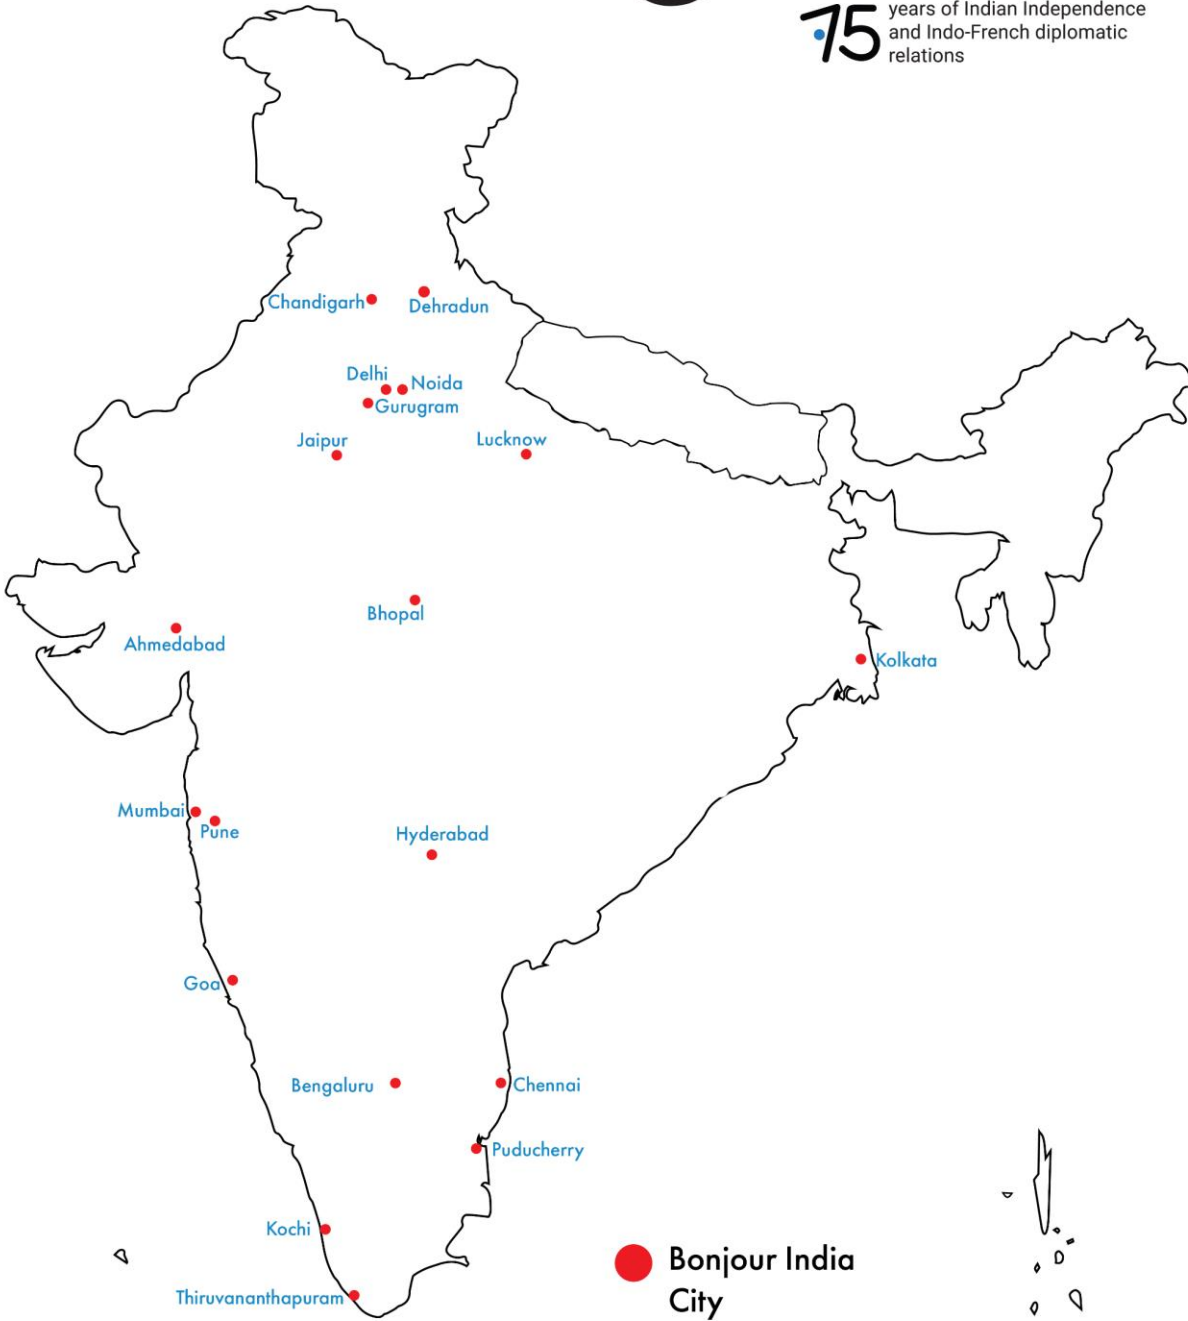 75
years of Indian Independence
and Indo-French diplomatic
relations
Chandigarh
Dehradun
Delhi
Noida
Gurugram
Jaipur
Lucknow
Bhopal
Ahmedabad
Kolkata
Mumbai
Pune
Hyderabad
Goa
Bengaluru
Chennai
Puducherry
Kochi
Thiruvananthapuram
Bonjour India
City